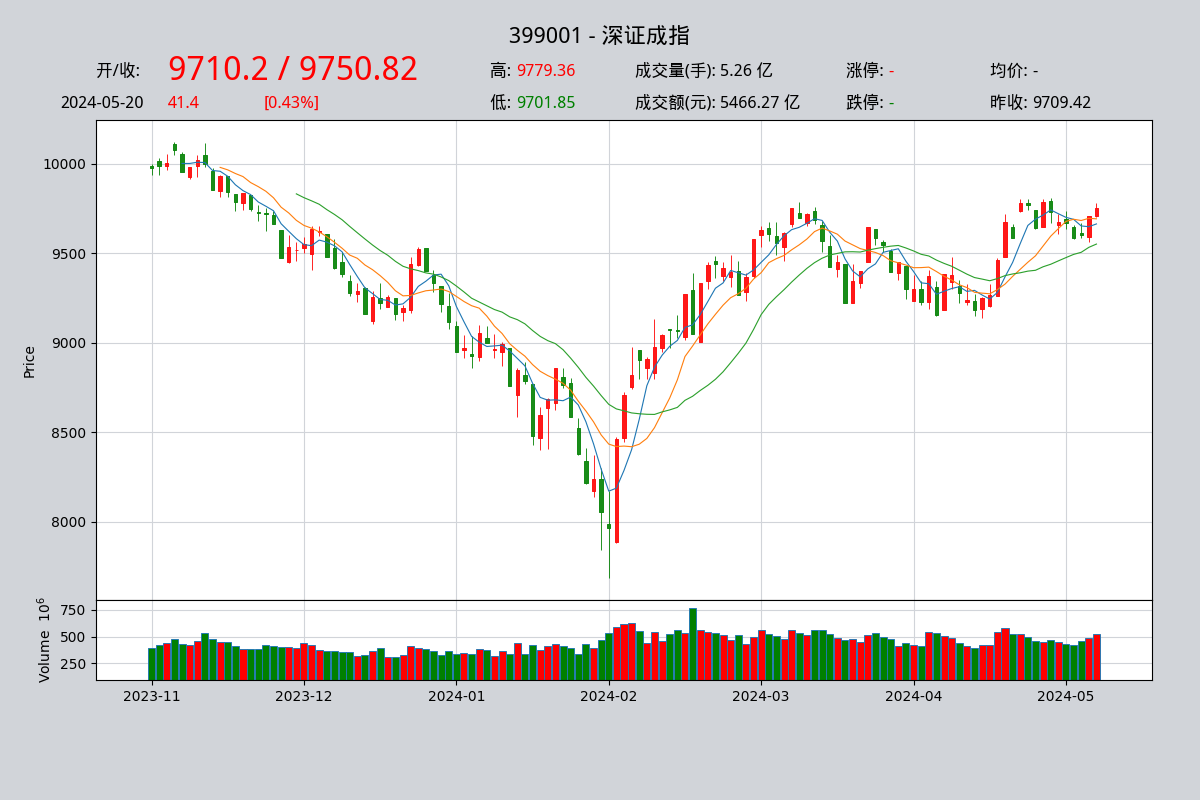 399001 - 深证成指
开/收: 9710.2 / 9750.82 高: 9779.36 成交量(手): 5.26 亿 涨停: - 均价: -
2024-05-20 41.4 [0.43%] 低: 9701.85 成交额(元): 5466.27 亿 跌停: - 昨收: 9709.42
Price
10000
9500
9000
8500
8000
Volume 10^6
750
500
250
2023-11 2023-12 2024-01 2024-02 2024-03 2024-04 2024-05